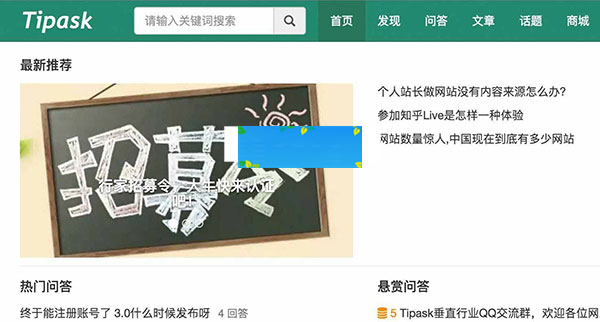 Tipask
请输入关键词搜索
首页
发现
问答
文章
话题
商城
最新推荐
招募令
行家招募令，大牛快来认证
吧!
个人站长做网站没有内容来源怎么办?
参加知乎Live是怎样一种体验
网站数量惊人,中国现在到底有多少网站
热门问答
终于能注册账号了 3.0什么时候发布呀 4 回答
悬赏问答
5 Tipask垂直行业QQ交流群，欢迎各位网